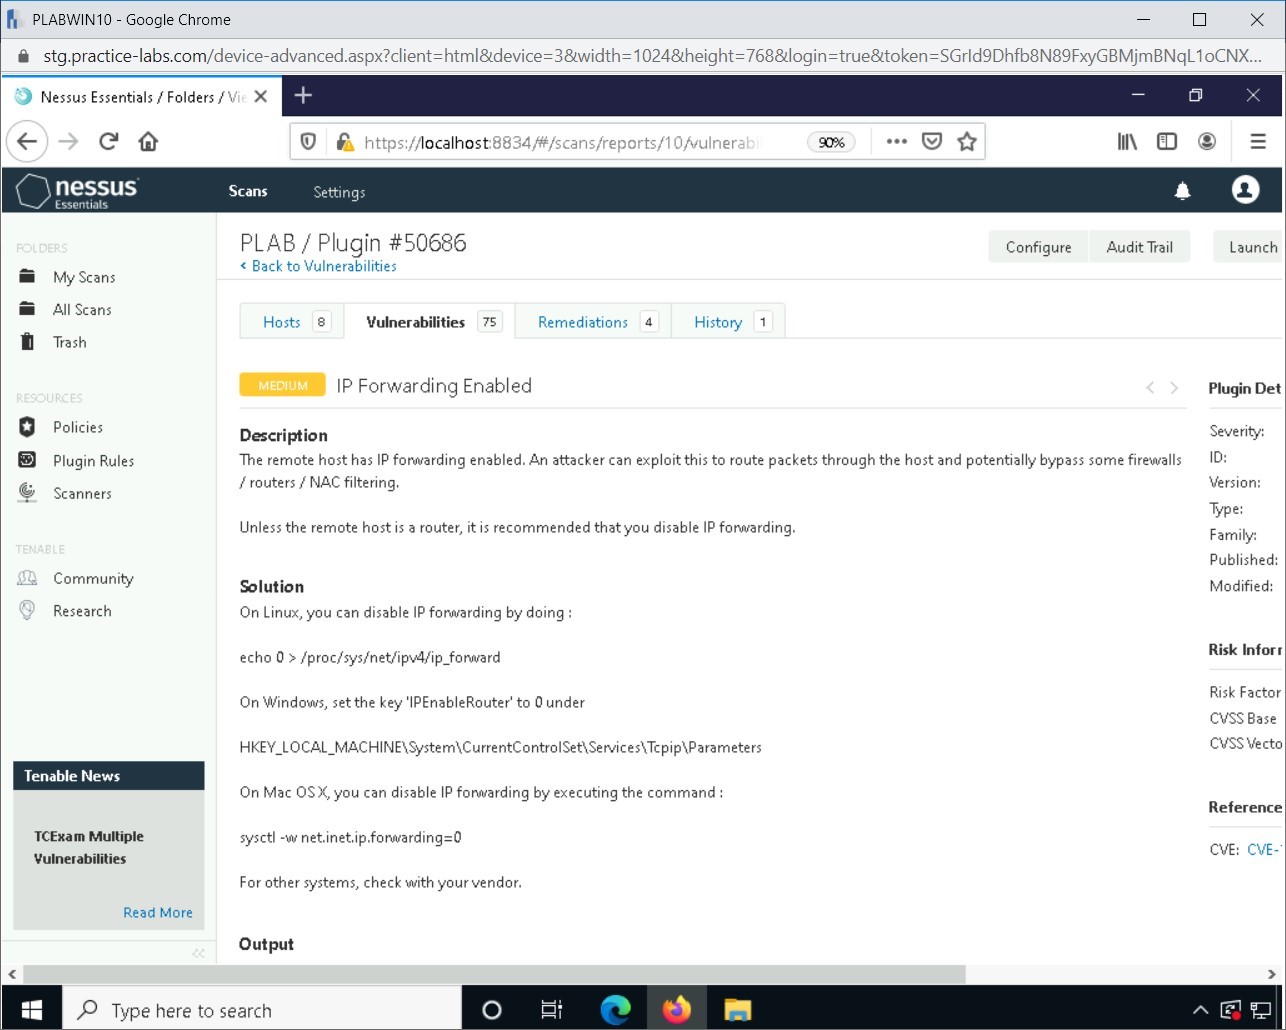 PLABWIN10 - Google Chrome
stg.practice-labs.com/device-advanced.aspx?client=html&device=3&width=1024&height=768&login=true&token=SGrId9Dhfb8N89FxyGBMjmBNqL1oCNX...
Nessus Essentials / Folders / Vie
https://localhost:8834/#/scans/reports/10/vulnerabi
90%
nessus
Essentials
Scans
Settings
FOLDERS
My Scans
All Scans
Trash
RESOURCES
Policies
Plugin Rules
Scanners
TENABLE
Community
Research
Tenable News
TCExam Multiple
Vulnerabilities
Read More
PLAB / Plugin #50686
< Back to Vulnerabilities
Configure
Audit Trail
Launch
Hosts 8
Vulnerabilities 75
Remediations 4
History 1
MEDIUM IP Forwarding Enabled
Description
The remote host has IP forwarding enabled. An attacker can exploit this to route packets through the host and potentially bypass some firewalls
/ routers / NAC filtering.
Unless the remote host is a router, it is recommended that you disable IP forwarding.
Solution
On Linux, you can disable IP forwarding by doing :
echo 0 > /proc/sys/net/ipv4/ip_forward
On Windows, set the key 'IPEnableRouter' to 0 under
HKEY_LOCAL_MACHINE\System\CurrentControlSet\Services\Tcpip\Parameters
On Mac OS X, you can disable IP forwarding by executing the command :
sysctl -w net.inet.ip.forwarding=0
For other systems, check with your vendor.
Output
Plugin Det
Severity:
ID:
Version:
Type:
Family:
Published:
Modified:
Risk Infor
Risk Factor
CVSS Base
CVSS Vecto
Reference
CVE: CVE-
Type here to search